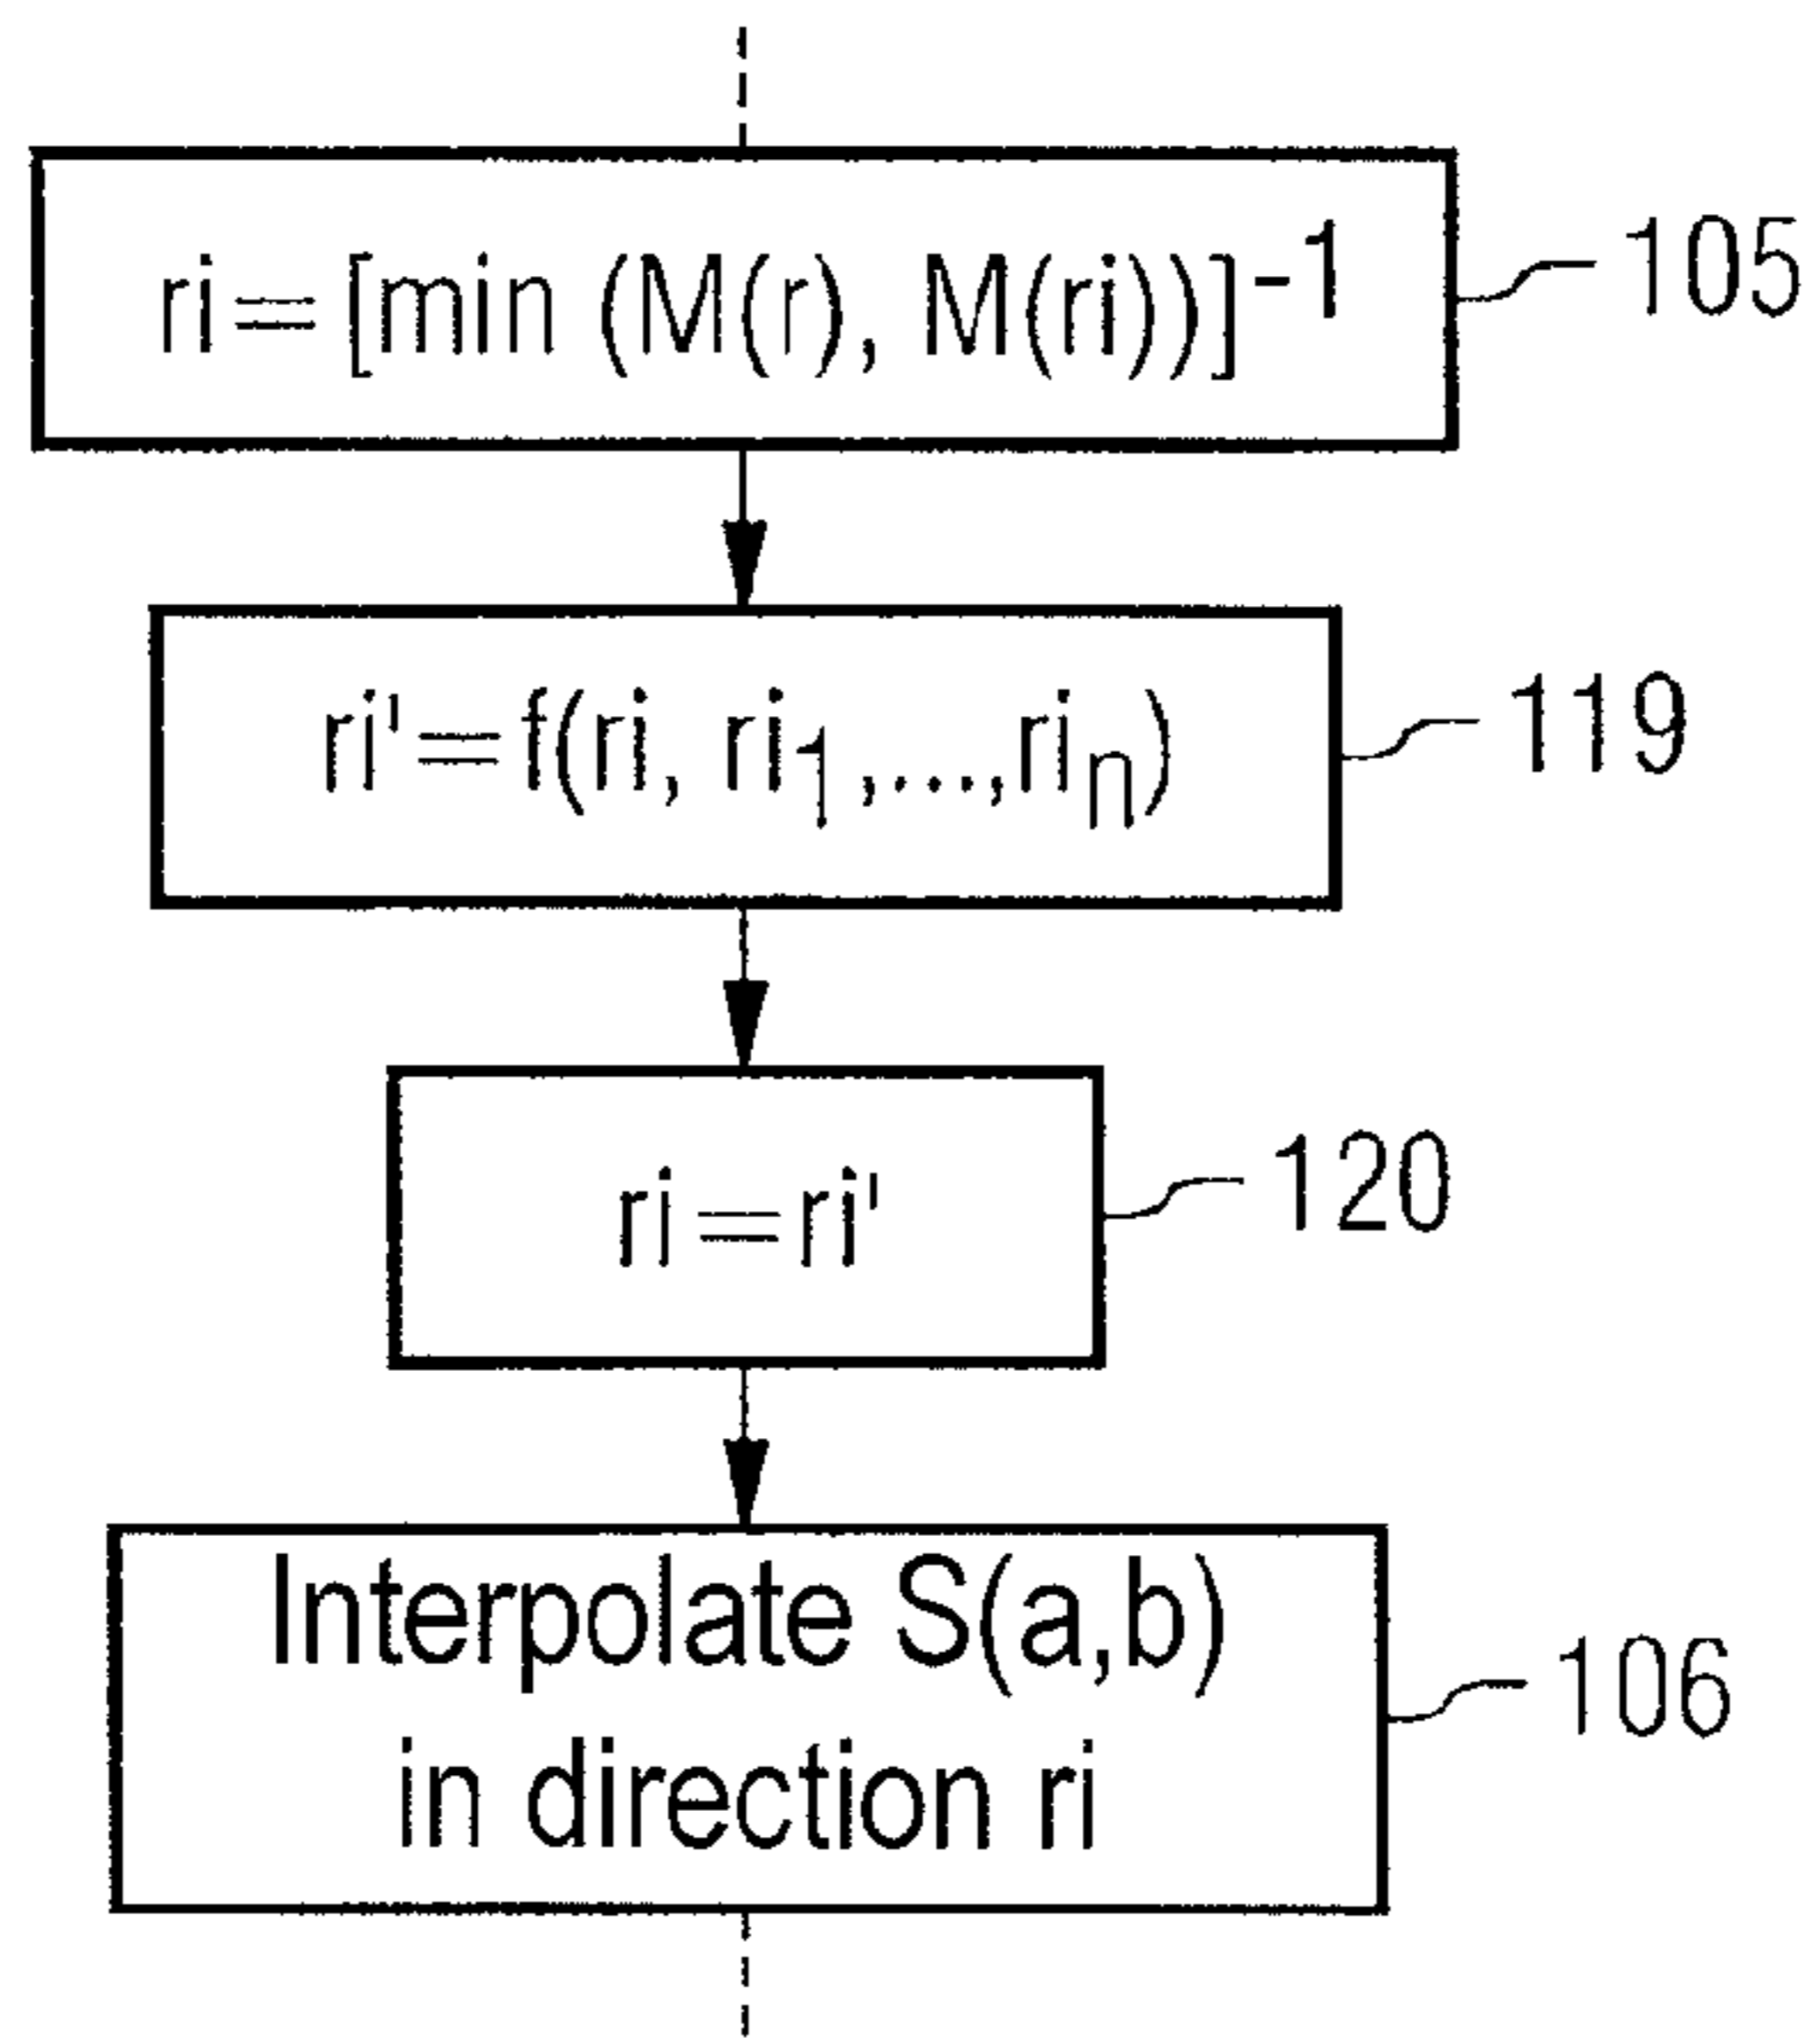 ri=[min (M(r), M(ri))]-1
105
ri'=f(ri, ri1,...,rin)
119
ri=ri'
120
Interpolate S(a,b)
in direction ri
106